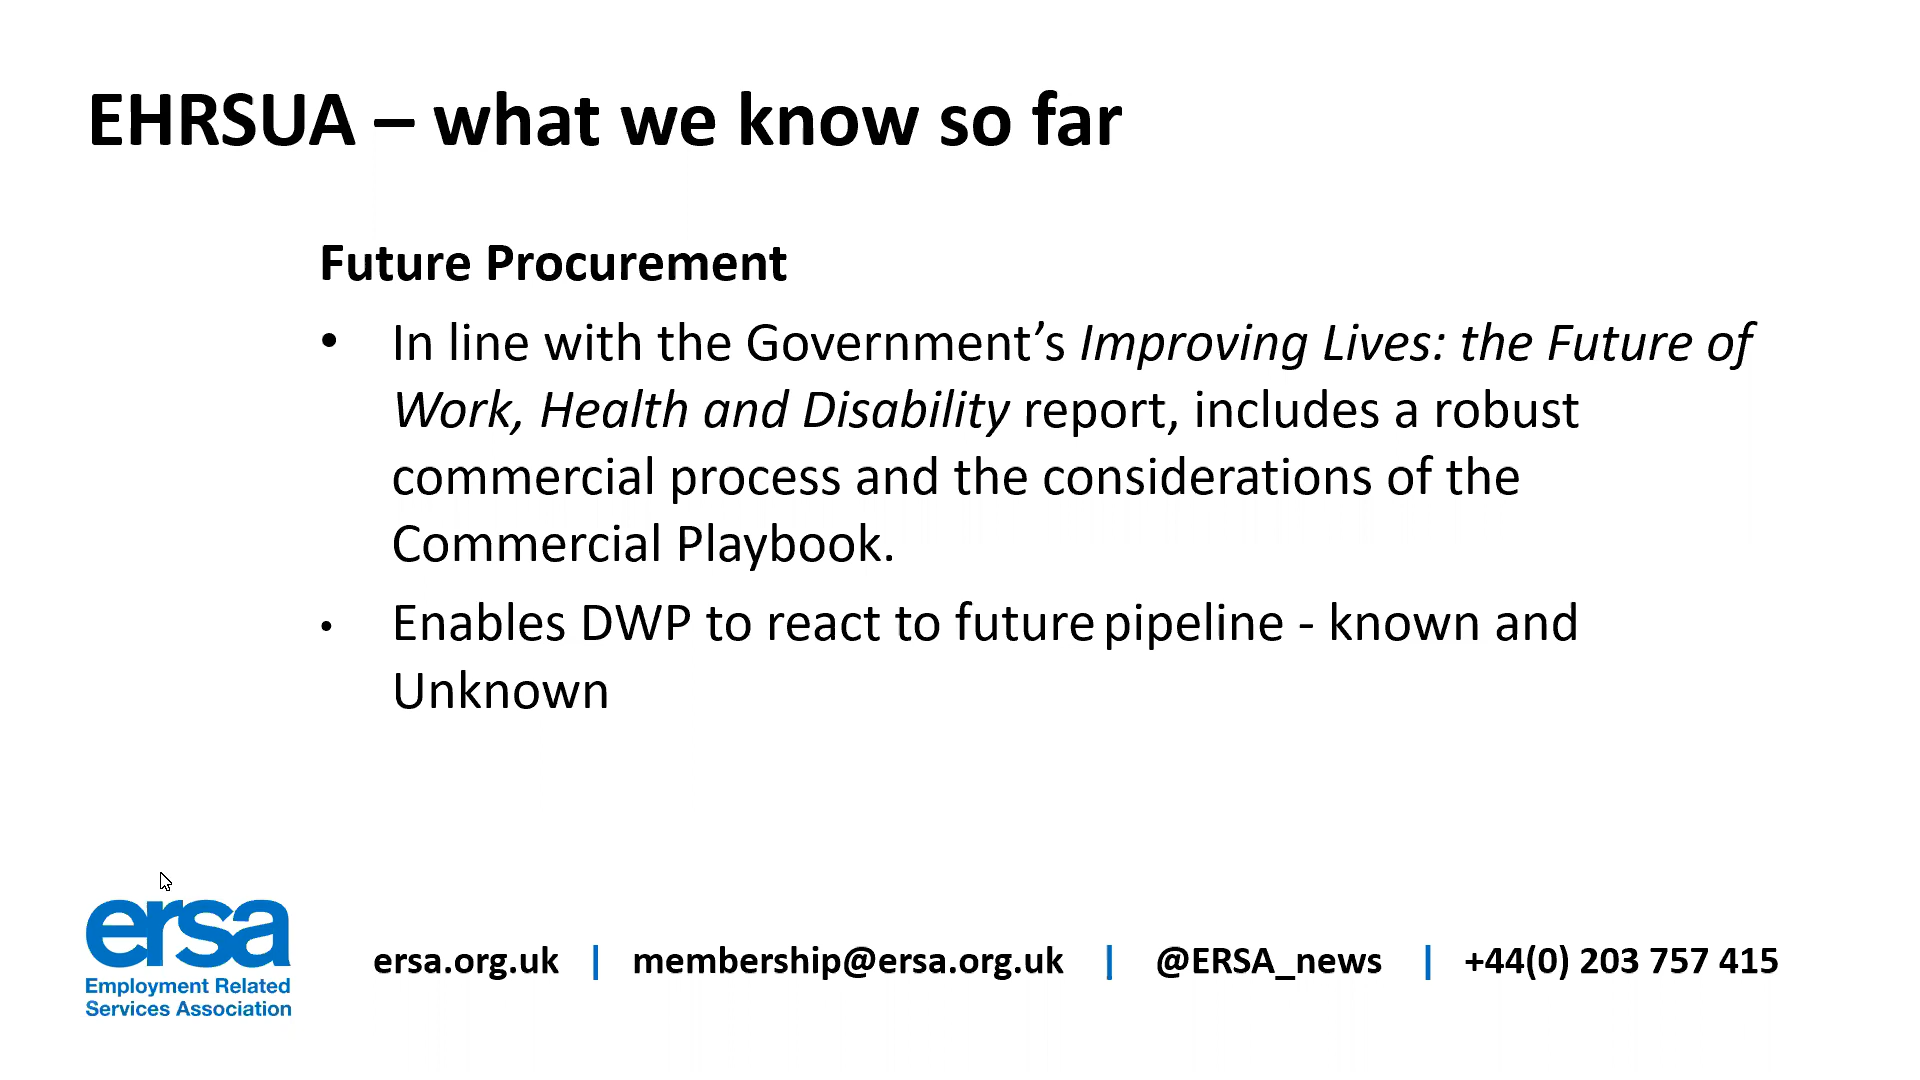 EHRSUA – what we know so far
Future Procurement
• In line with the Government’s Improving Lives: the Future of
Work, Health and Disability report, includes a robust
commercial process and the considerations of the
Commercial Playbook.
• Enables DWP to react to future pipeline - known and
Unknown
ersa
Employment Related
Services Association
ersa.org.uk | membership@ersa.org.uk | @ERSA_news | +44(0) 203 757 415